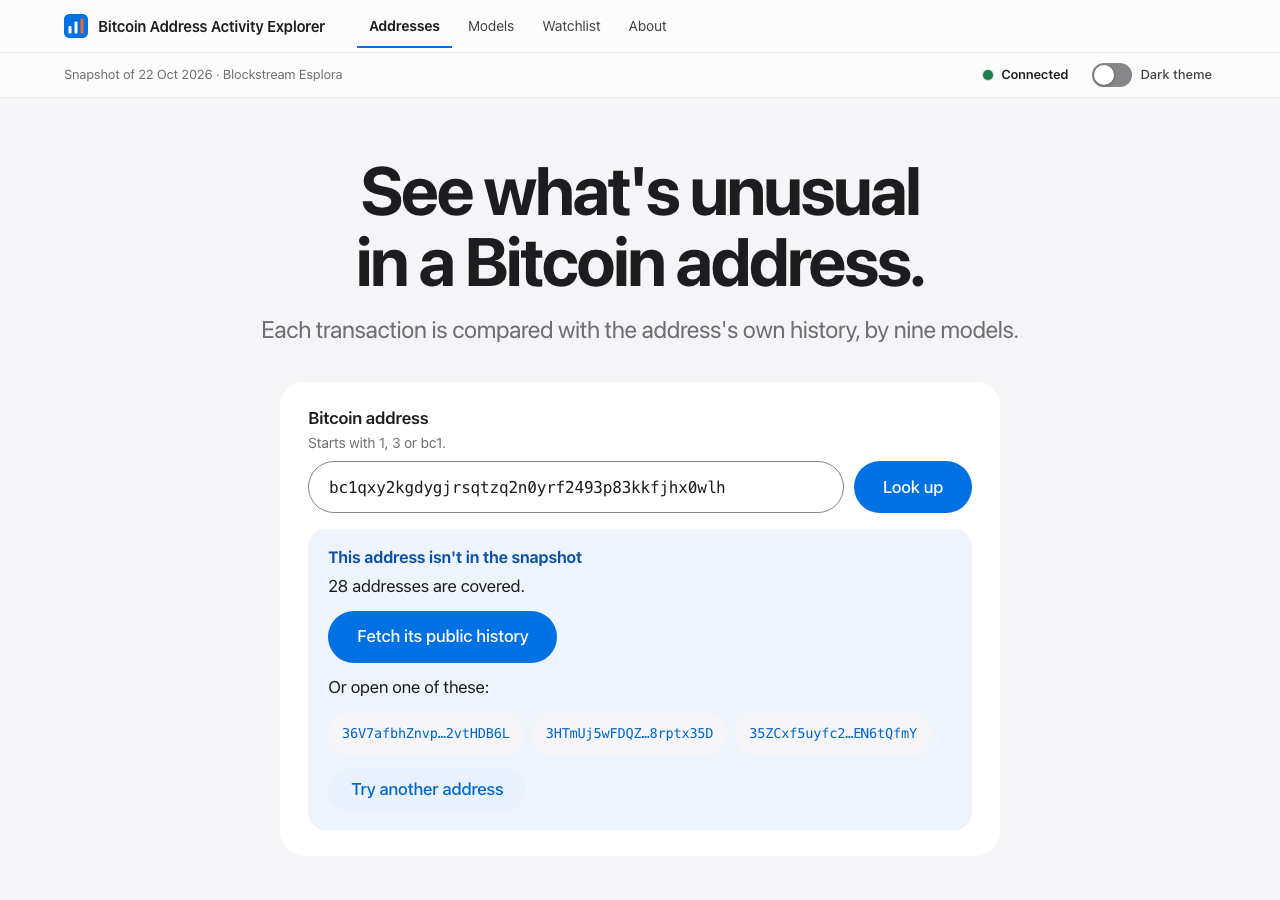 Bitcoin Address Activity Explorer
Addresses
Models
Watchlist
About
Snapshot of 22 Oct 2026 · Blockstream Esplora
Connected
Dark theme
See what's unusual
in a Bitcoin address.
Each transaction is compared with the address's own history, by nine models.
Bitcoin address
Starts with 1, 3 or bc1.
bc1qxy2kgdygjrsqtzq2n0yrf2493p83kkfjhx0wlh
Look up
This address isn't in the snapshot
28 addresses are covered.
Fetch its public history
Or open one of these:
36V7afbhZnvp…2vtHDB6L
3HTmUj5wFDQZ…8rptx35D
35ZCxf5uyfc2…EN6tQfmY
Try another address